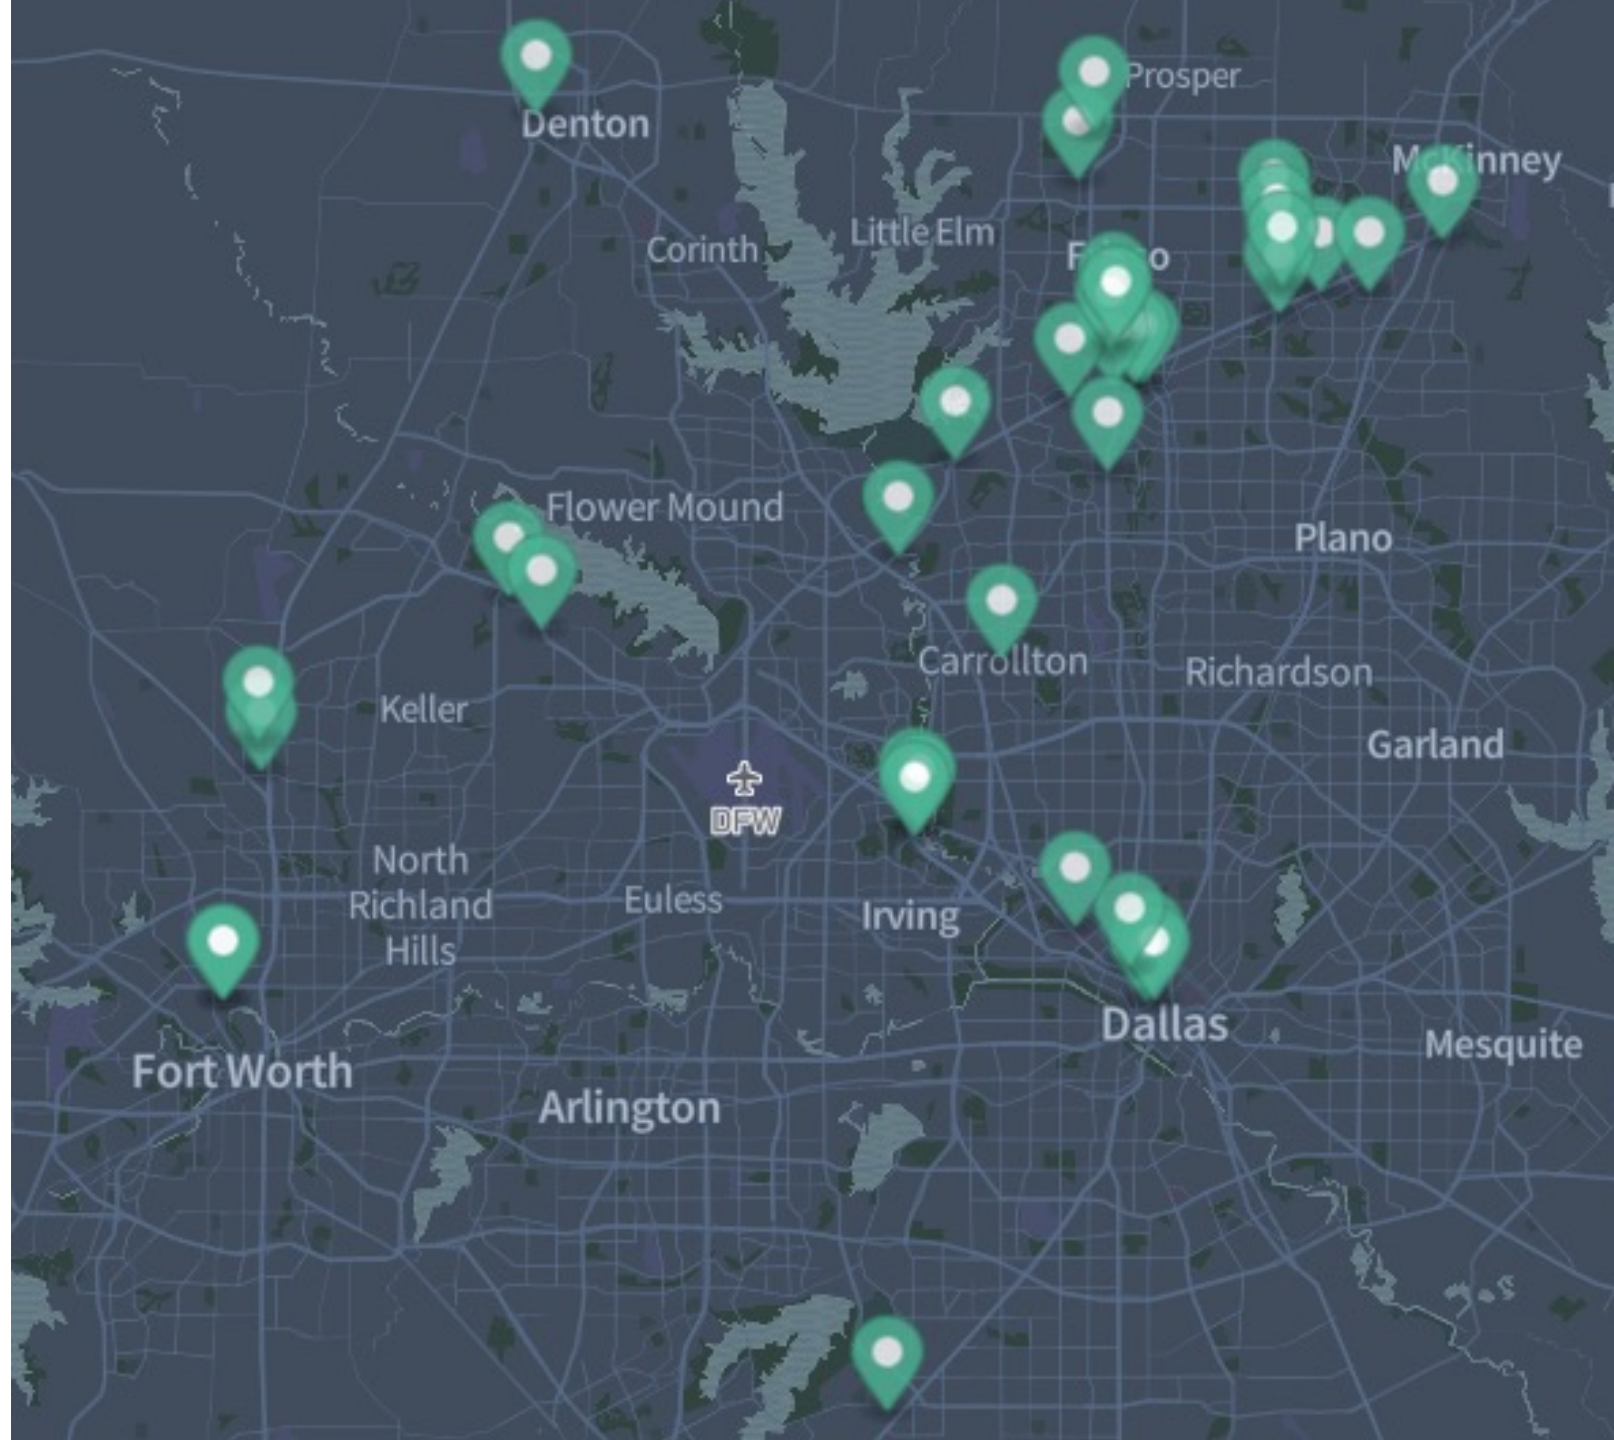 Prosper
Denton
McKinney
Little Elm
Corinth
Flower Mound
Plano
Carrollton
Richardson
Keller
Garland
DFW
North
Richland
Hills
Euless
Irving
Dallas
Mesquite
Fort Worth
Arlington